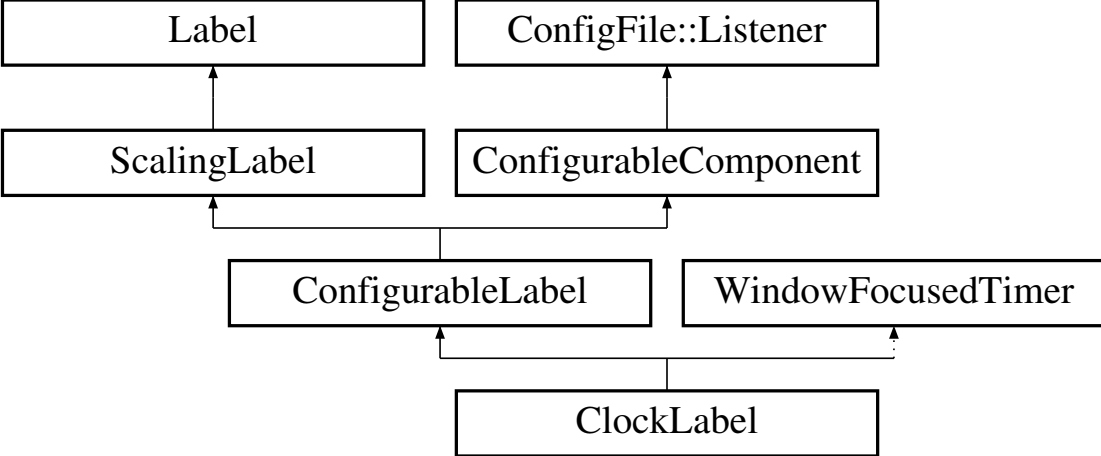 Label
ConfigFile::Listener
ScalingLabel
ConfigurableComponent
ConfigurableLabel
WindowFocusedTimer
ClockLabel